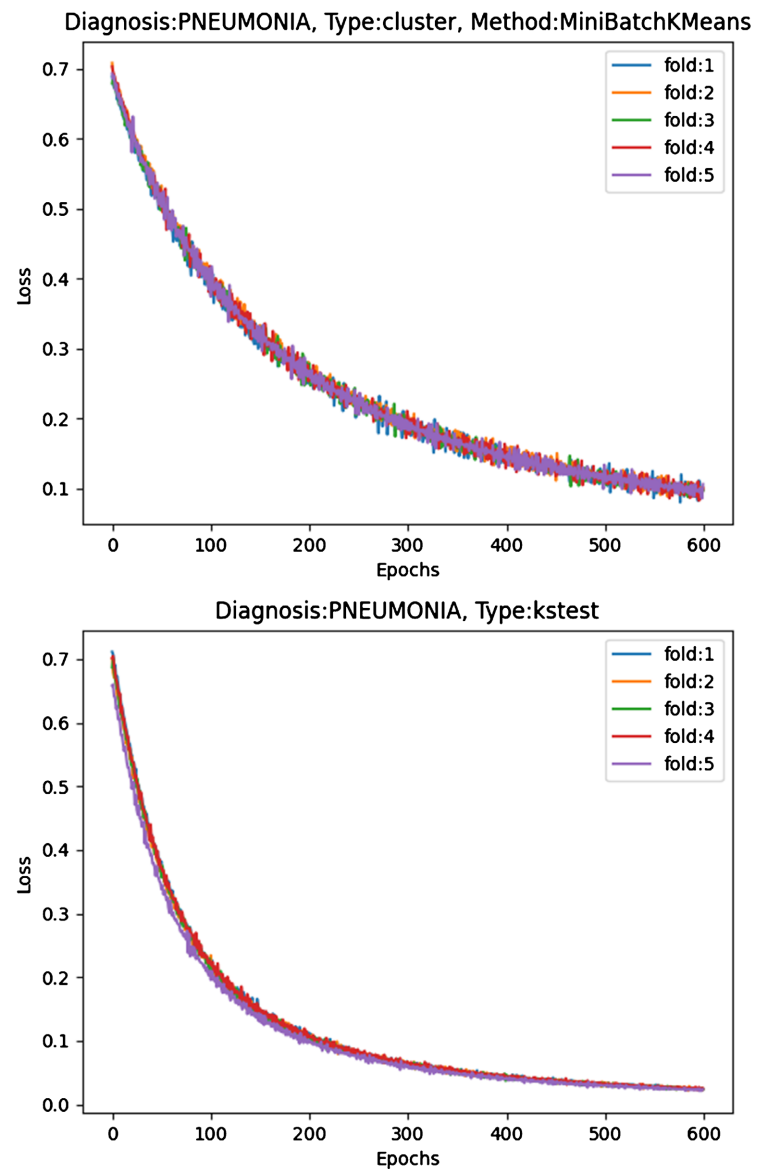 Diagnosis:PNEUMONIA, Type:cluster, Method:MiniBatchKMeans
0.7
0.6
0.5
0.4
0.3
0.2
0.1
Loss
fold:1
fold:2
fold:3
fold:4
fold:5
0 100 200 300 400 500 600
Epochs
Diagnosis:PNEUMONIA, Type:kstest
0.7
0.6
0.5
0.4
0.3
0.2
0.1
0.0
Loss
fold:1
fold:2
fold:3
fold:4
fold:5
0 100 200 300 400 500 600
Epochs